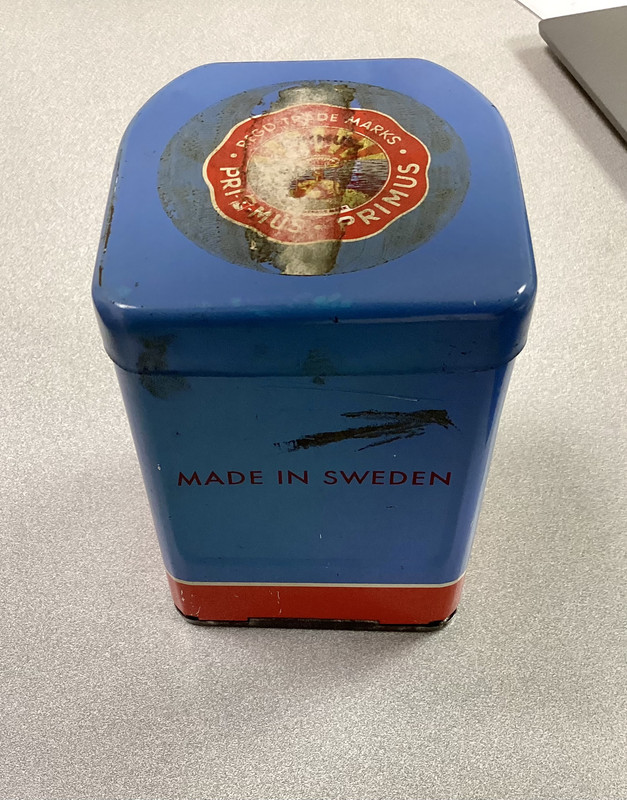 REGD. TRADE MARKS
PRIMUS PRIMUS
MADE IN SWEDEN